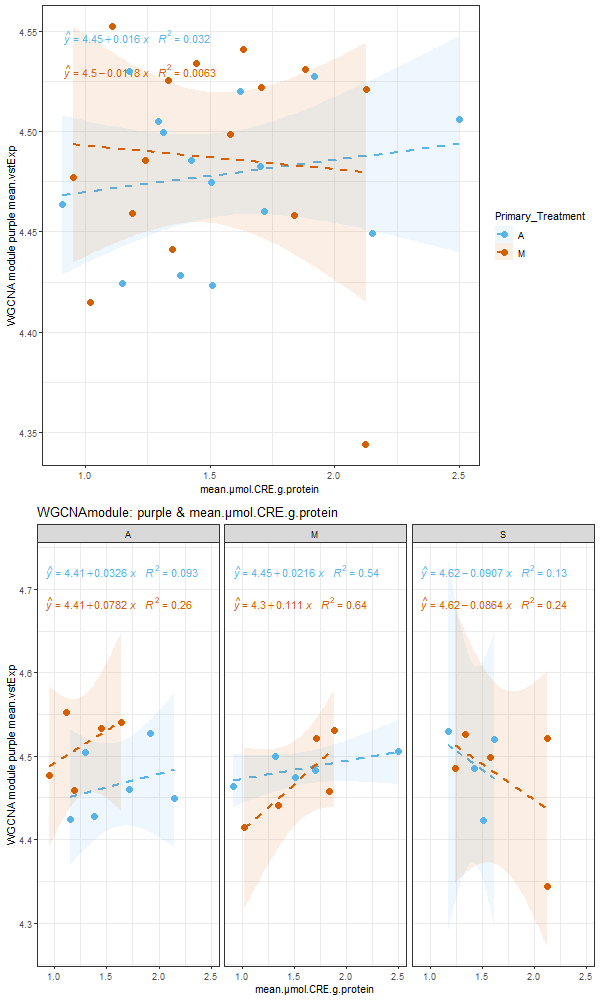 4.55
ŷ = 4.45 + 0.016 x   R² = 0.032
ŷ = 4.5 − 0.0118 x   R² = 0.0063
4.50
4.45
4.40
4.35
WGCNA module purple mean.vstExp
1.0 1.5 2.0 2.5
mean.µmol.CRE.g.protein
Primary_Treatment
A
M
WGCNAmodule: purple & mean.µmol.CRE.g.protein
A M S
ŷ = 4.41 + 0.0326 x   R² = 0.093
ŷ = 4.41 + 0.0782 x   R² = 0.26
ŷ = 4.45 + 0.0216 x   R² = 0.54
ŷ = 4.3 + 0.111 x   R² = 0.64
ŷ = 4.62 − 0.0907 x   R² = 0.13
ŷ = 4.62 − 0.0864 x   R² = 0.24
4.7
4.6
4.5
4.4
4.3
WGCNA module purple mean.vstExp
1.0 1.5 2.0 2.5 1.0 1.5 2.0 2.5 1.0 1.5 2.0 2.5
mean.µmol.CRE.g.protein